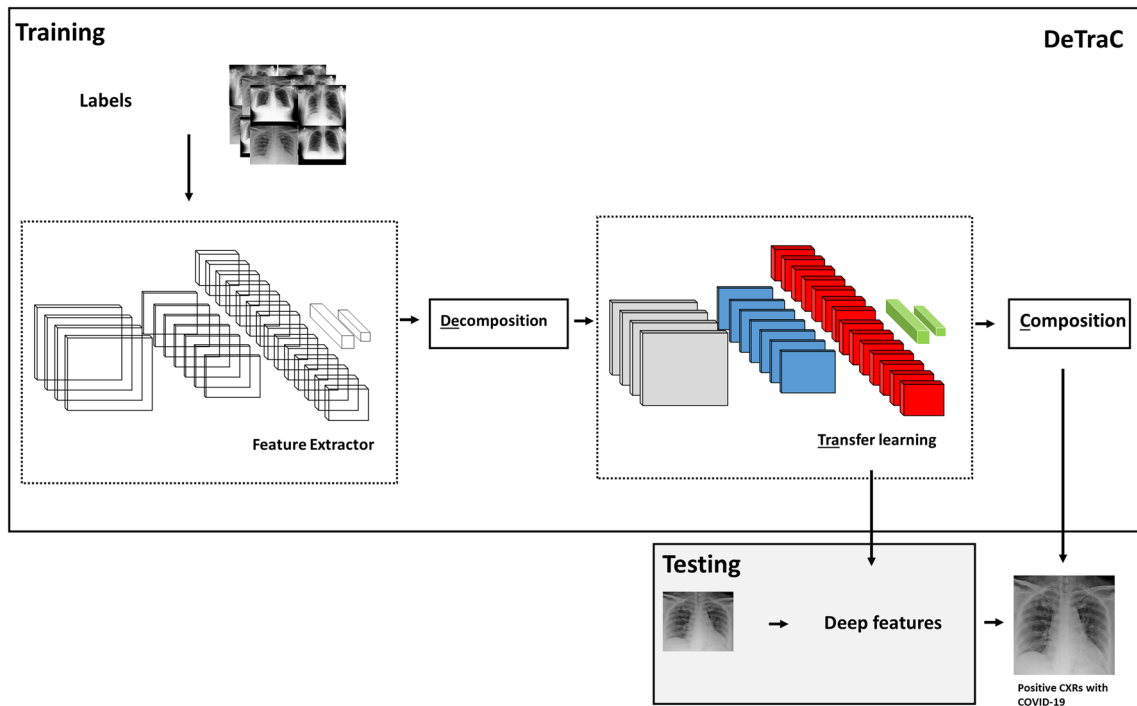 Training
DeTraC
Labels
Feature Extractor
Decomposition
Transfer learning
Composition
Testing
Deep features
Positive CXRs with
COVID-19